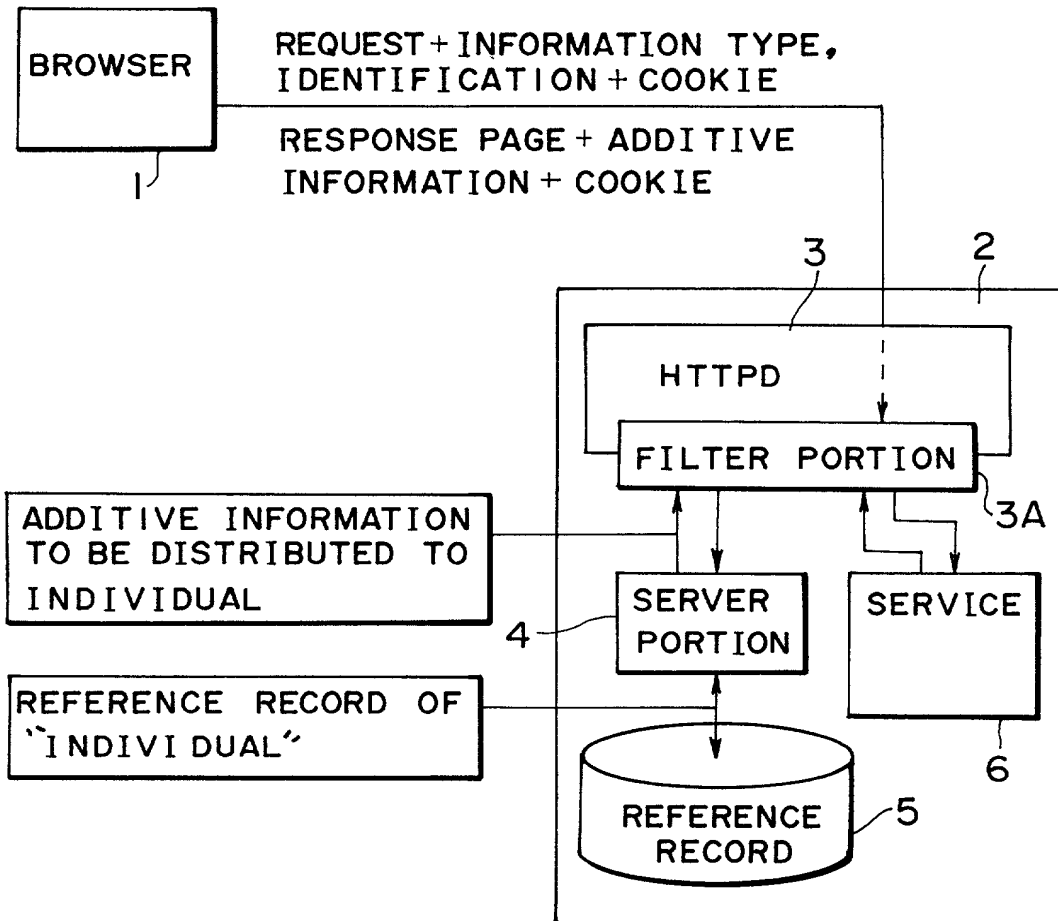 BROWSER
1
REQUEST + INFORMATION TYPE,
IDENTIFICATION + COOKIE
RESPONSE PAGE + ADDITIVE
INFORMATION + COOKIE
2
3
HTTPD
FILTER PORTION
3A
ADDITIVE INFORMATION
TO BE DISTRIBUTED TO
INDIVIDUAL
4
SERVER
PORTION
SERVICE
6
REFERENCE RECORD OF
"INDIVIDUAL"
REFERENCE
RECORD
5